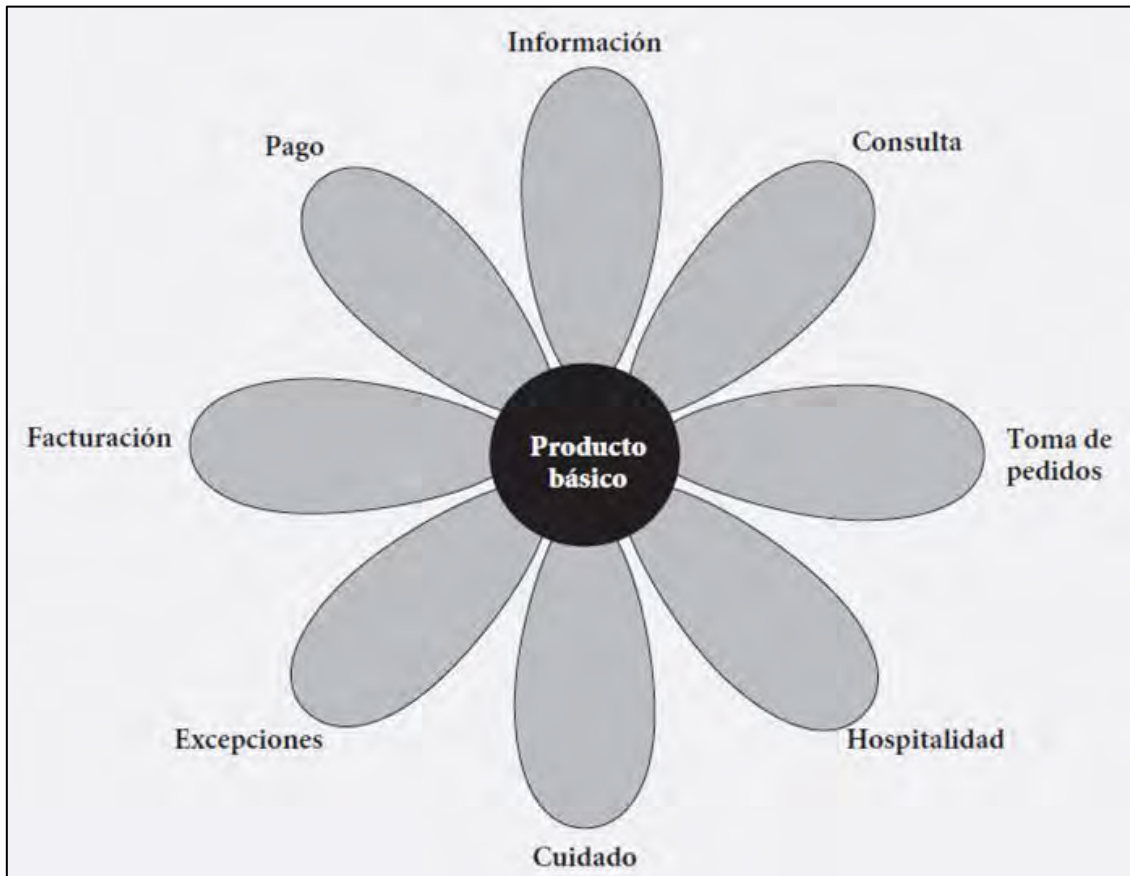 Información
Consulta
Pago
Toma de
pedidos
Facturación
Producto
básico
Hospitalidad
Excepciones
Cuidado